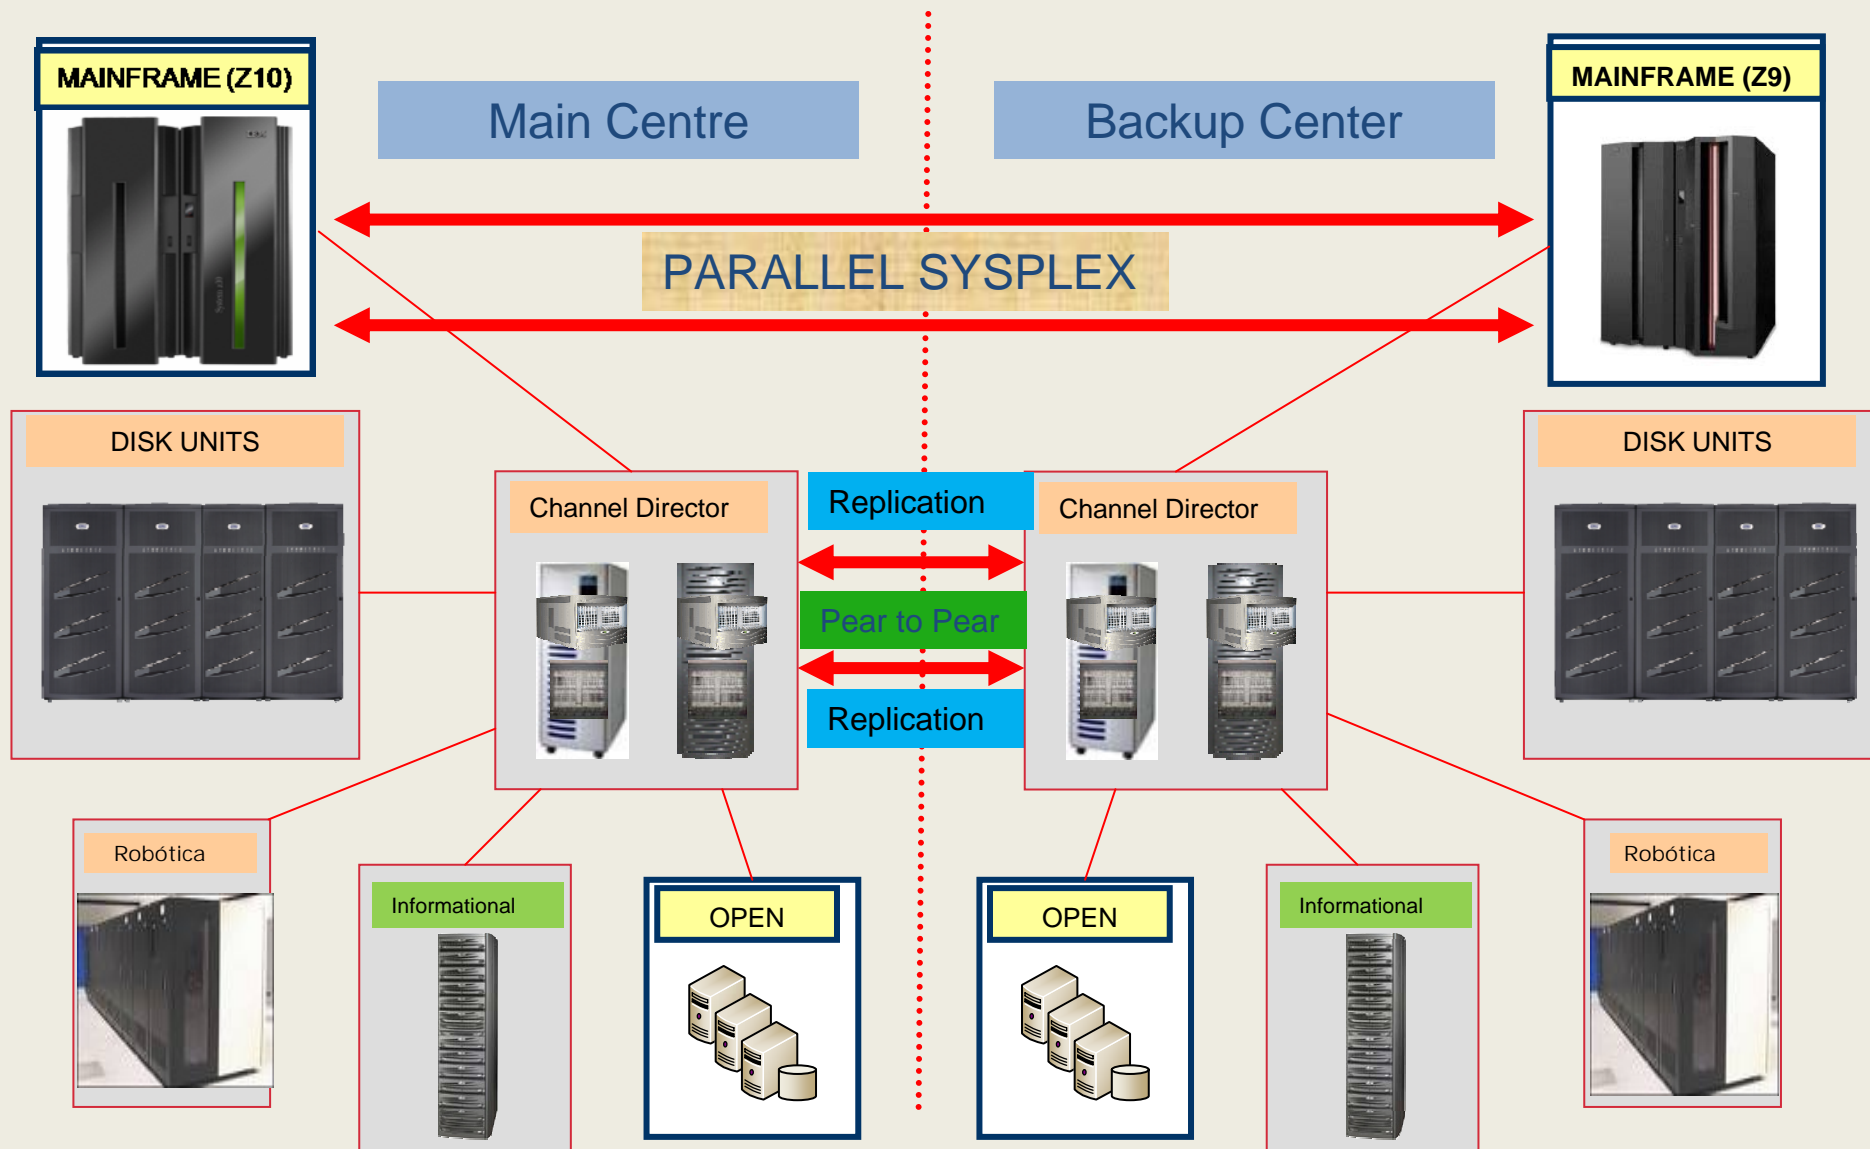 MAINFRAME (Z10)
MAINFRAME (Z9)
Main Centre
Backup Center
PARALLEL SYSPLEX
DISK UNITS
DISK UNITS
Channel Director
Replication
Channel Director
Pear to Pear
Replication
Robótica
Robótica
Informational
OPEN
OPEN
Informational